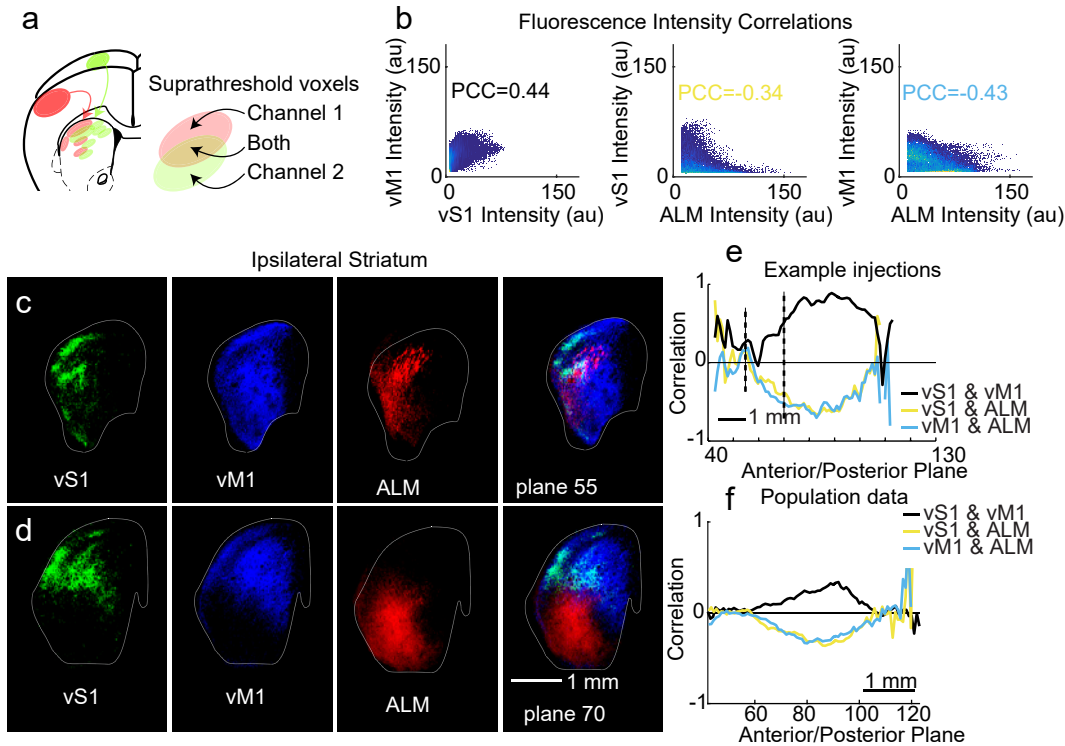 a
Suprathreshold voxels
Channel 1
Both
Channel 2
b
Fluorescence Intensity Correlations
vM1 Intensity (au)
150
0
PCC=0.44
0
150
vS1 Intensity (au)
vS1 Intensity (au)
150
0
PCC=-0.34
0
150
ALM Intensity (au)
vM1 Intensity (au)
150
0
PCC=-0.43
0
150
ALM Intensity (au)
Ipsilateral Striatum
c
vS1
vM1
ALM
plane 55
d
vS1
vM1
ALM
1 mm
plane 70
e
Example injections
Correlation
1
0
-1
1 mm
vS1 & vM1
vS1 & ALM
vM1 & ALM
40
130
Anterior/Posterior Plane
f
Population data
vS1 & vM1
vS1 & ALM
vM1 & ALM
Correlation
1
0
-1
1 mm
60
80
100
120
Anterior/Posterior Plane